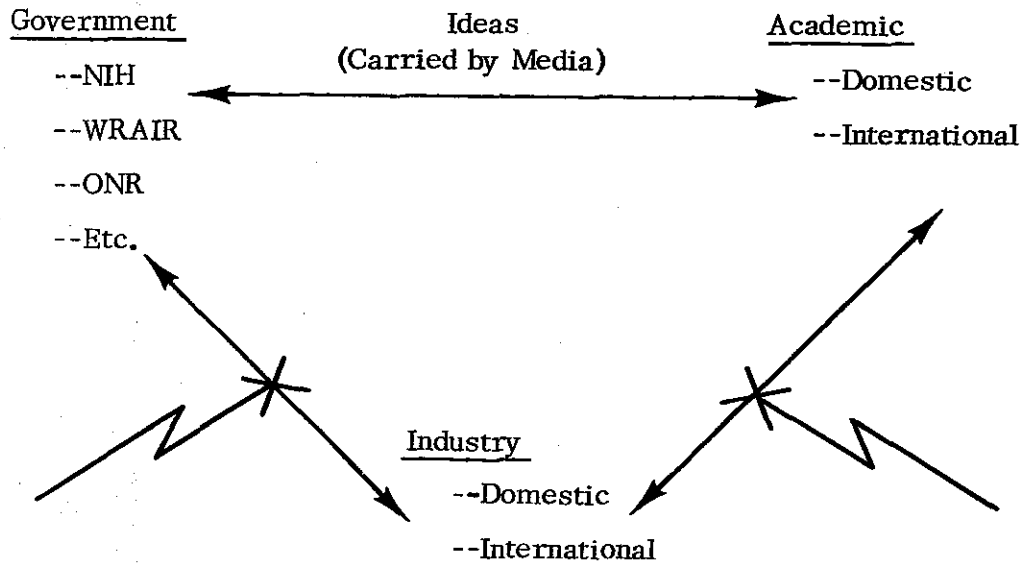 Government
--NIH
--WRAIR
--ONR
--Etc.
Ideas
(Carried by Media)
Academic
--Domestic
--International
Industry
--Domestic
--International